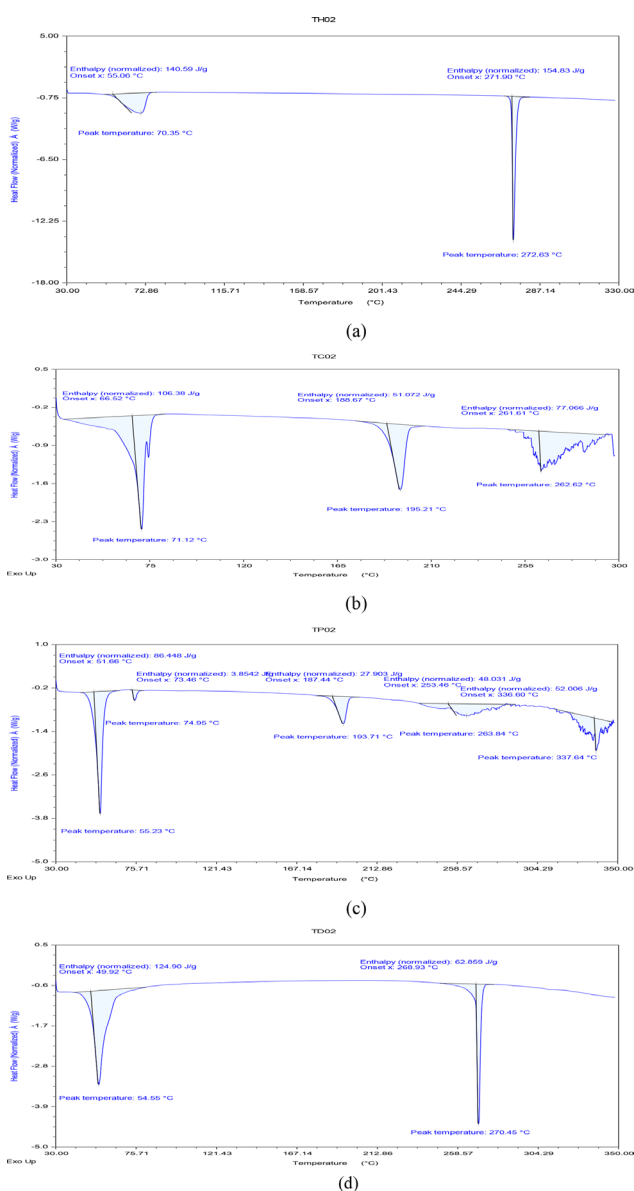 TH02
5.00
Enthalpy (normalized): 140.59 J/g
Onset x: 55.06 °C
Enthalpy (normalized): 154.83 J/g
Onset x: 271.90 °C
-0.75
Peak temperature: 70.35 °C
-6.50
Heat Flow (Normalized) Â (W/g)
-12.25
Peak temperature: 272.63 °C
-18.00
30.00 72.86 115.71 158.57 201.43 244.29 287.14 330.00
Temperature (°C)
(a)
TC02
0.5
Enthalpy (normalized): 106.38 J/g
Onset x: 66.52 °C
Enthalpy (normalized): 51.072 J/g
Onset x: 188.67 °C
Enthalpy (normalized): 77.066 J/g
Onset x: 261.61 °C
-0.2
-0.9
Heat Flow (Normalized) Â (W/g)
-1.6
Peak temperature: 262.62 °C
Peak temperature: 195.21 °C
-2.3
Peak temperature: 71.12 °C
-3.0
30 75 120 165 210 255 300
Exo Up
Temperature (°C)
(b)
TP02
1.0
Enthalpy (normalized): 86.448 J/g
Onset x: 51.66 °C
Enthalpy (normalized): 3.8542 J/g
Onset x: 73.46 °C
Enthalpy (normalized): 27.903 J/g
Onset x: 187.44 °C
Enthalpy (normalized): 48.031 J/g
Onset x: 253.46 °C
Enthalpy (normalized): 52.006 J/g
Onset x: 336.60 °C
-0.2
Peak temperature: 74.95 °C
-1.4
Peak temperature: 193.71 °C
Peak temperature: 263.84 °C
Peak temperature: 337.64 °C
Heat Flow (Normalized) Â (W/g)
-2.6
-3.8
Peak temperature: 55.23 °C
-5.0
30.00 75.71 121.43 167.14 212.86 258.57 304.29 350.00
Exo Up
Temperature (°C)
(c)
TD02
0.5
Enthalpy (normalized): 124.90 J/g
Onset x: 49.92 °C
Enthalpy (normalized): 62.859 J/g
Onset x: 268.93 °C
-0.6
-1.7
Heat Flow (Normalized) Â (W/g)
-2.8
Peak temperature: 54.55 °C
-3.9
Peak temperature: 270.45 °C
-5.0
30.00 75.71 121.43 167.14 212.86 258.57 304.29 350.00
Exo Up
Temperature (°C)
(d)